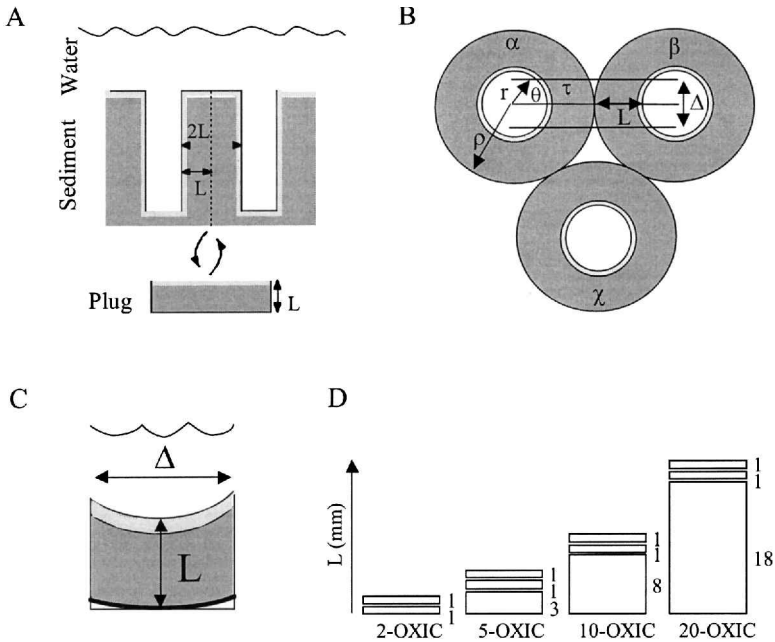 A
Water
Sediment
2L
L
Plug
L
B
α
β
r
θ
τ
L
Δ
ρ
χ
C
Δ
L
D
L (mm)
1
1
2-OXIC
1
1
3
5-OXIC
1
1
8
10-OXIC
1
1
18
20-OXIC